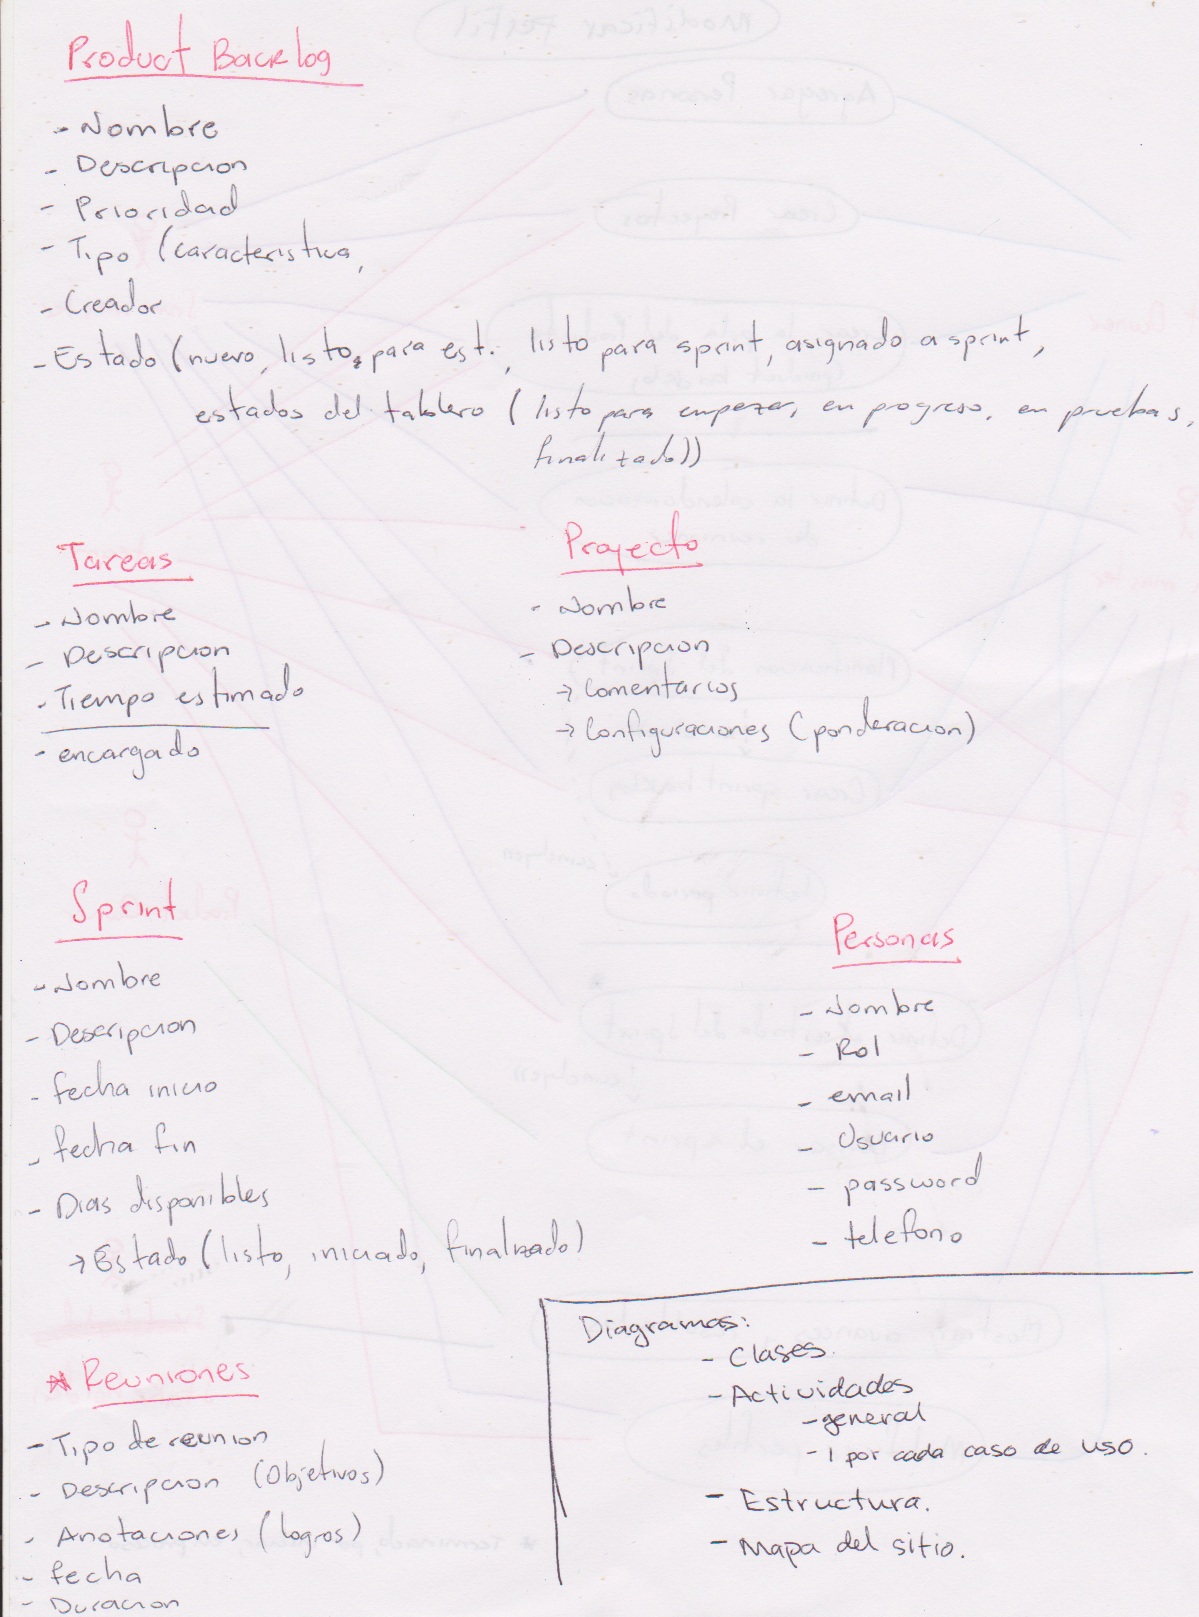 Product Backlog
- Nombre
- Descripcion
- Prioridad
- Tipo (caracteristica,
- Creador
- Estado (nuevo, listo para est., listo para sprint, asignado a sprint,
estados del tablero (listo para empezar, en progreso, en pruebas,
finalizado))
Tareas
- Nombre
- Descripcion
- Tiempo estimado
- encargado
Proyecto
- Nombre
- Descripcion
→ Comentarios
→ Configuraciones (ponderacion)
Sprint
- Nombre
- Descripcion
- fecha inicio
- fecha fin
- Dias disponibles
→ Estado (listo, iniciado, finalizado)
Personas
- Nombre
- Rol
- email
- Usuario
- password
- telefono
* Reuniones
- Tipo de reunion
- Descripcion (Objetivos)
- Anotaciones (logros)
- fecha
- Duracion
Diagramas:
- Clases.
- Actividades
- general
- 1 por cada caso de uso.
- Estructura.
- Mapa del sitio.